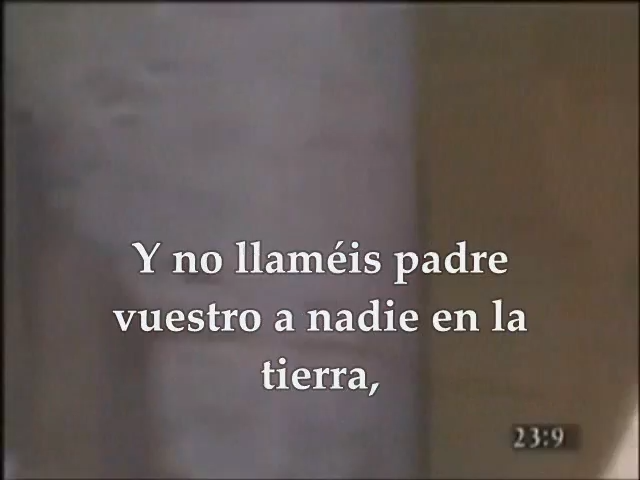 Y no llaméis padre
vuestro a nadie en la
tierra,
23:9